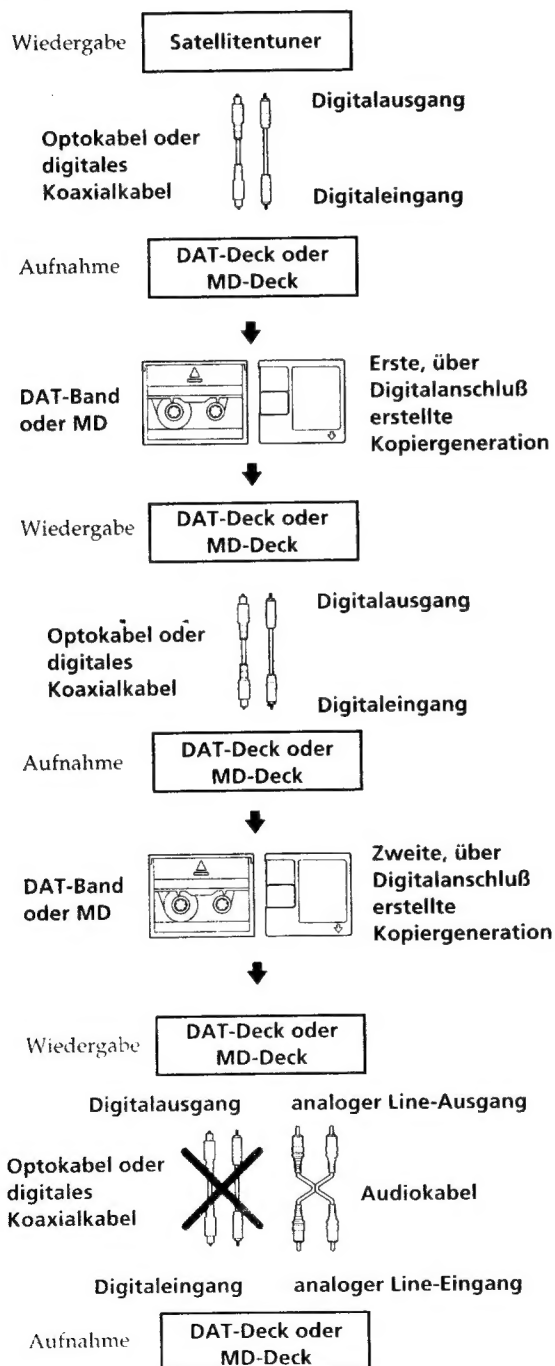 Wiedergabe
Satellitentuner
Digitalausgang
Optokabel oder
digitales
Koaxialkabel
Digitaleingang
Aufnahme
DAT-Deck oder
MD-Deck
DAT-Band
oder MD
Erste, über
Digitalanschluß
erstellte
Kopiergeneration
Wiedergabe
DAT-Deck oder
MD-Deck
Digitalausgang
Optokabel oder
digitales
Koaxialkabel
Digitaleingang
Aufnahme
DAT-Deck oder
MD-Deck
DAT-Band
oder MD
Zweite, über
Digitalanschluß
erstellte
Kopiergeneration
Wiedergabe
DAT-Deck oder
MD-Deck
Digitalausgang
analoger Line-Ausgang
Optokabel oder
digitales
Koaxialkabel
Audiokabel
Digitaleingang
analoger Line-Eingang
Aufnahme
DAT-Deck oder
MD-Deck